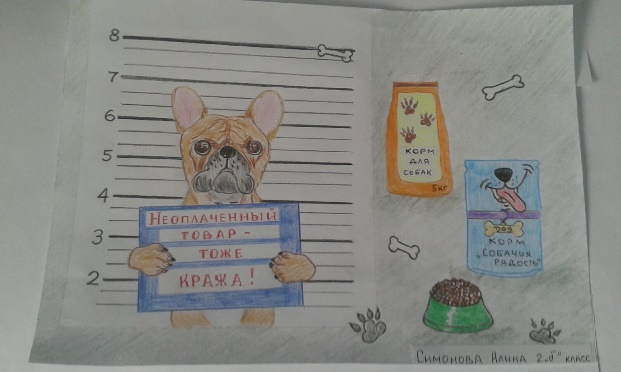 8
7
6
5
4
3
2
НЕОПЛАЧЕННЫЙ
ТОВАР -
ТОЖЕ
КРАЖА!
КОРМ
ДЛЯ
СОБАК
5кг
КОРМ
„СОБАЧЬЯ
РАДОСТЬ"
СИМОНОВА АЛИНА 2„б" КЛАСС